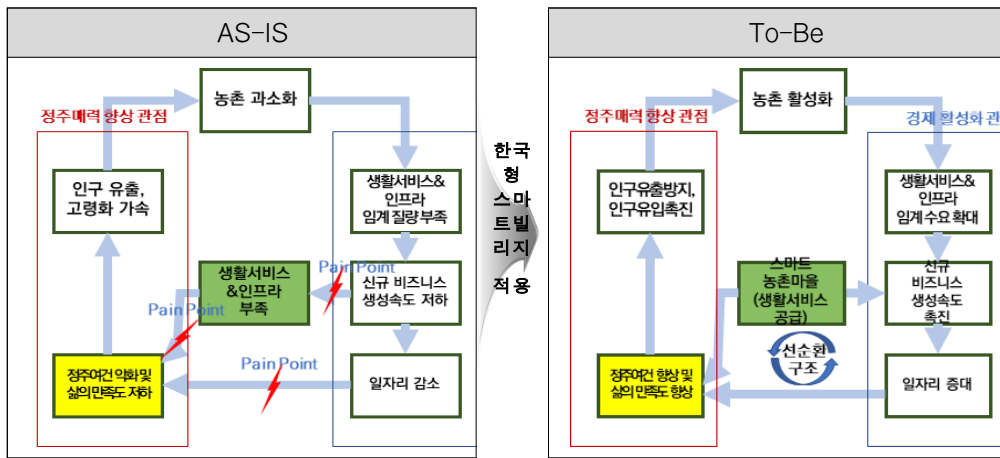 AS-IS
농촌 과소화
정주매력 향상 관점
인구 유출,
고령화 가속
생활서비스&
인프라
임계 질량 부족
Pain Point
생활서비스
&인프라
부족
신규 비즈니스
생성속도 저하
Pain Point
Pain Point
정주여건 악화 및
삶의 만족도 저하
일자리 감소
한국
형
스마
트빌
리지
적용
To-Be
농촌 활성화
정주매력 향상 관점
경제 활성화 관
인구유출방지,
인구유입촉진
생활서비스&
인프라
임계 수요 확대
스마트
농촌마을
(생활서비스
공급)
신규
비즈니스
생성속도
촉진
선순환
구조
정주여건 향상 및
삶의 만족도 향상
일자리 증대